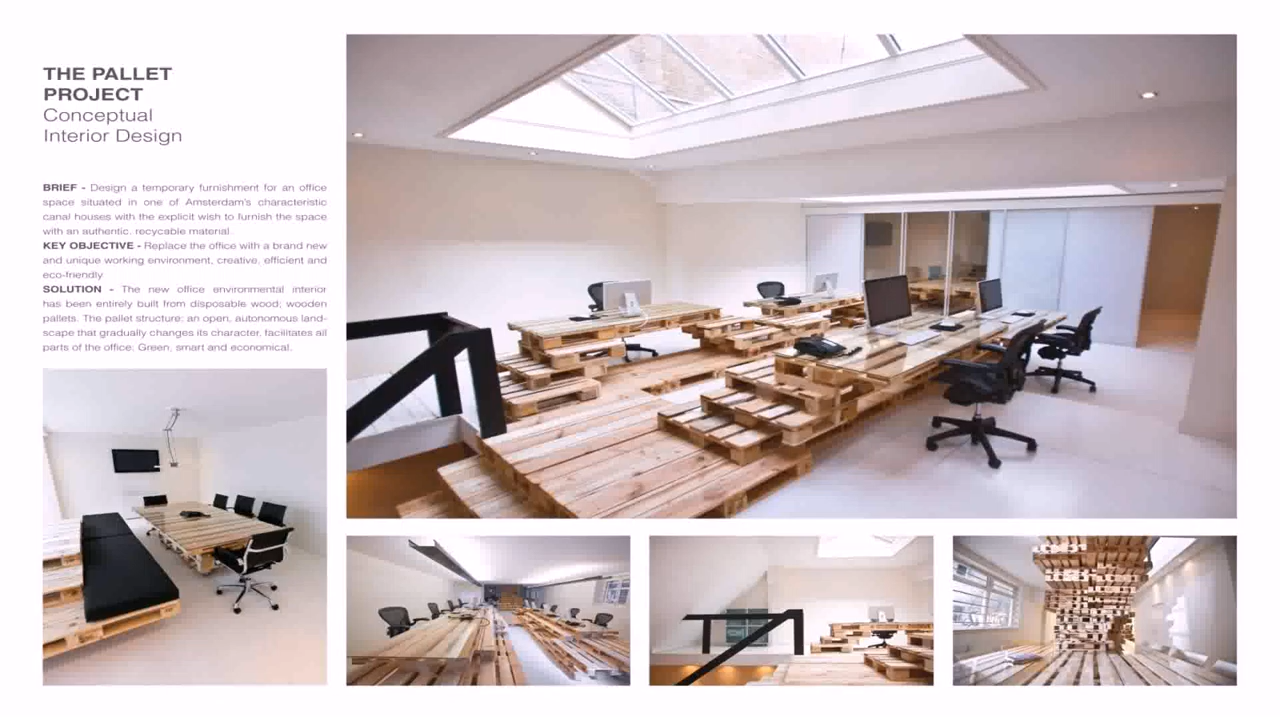 THE PALLET
PROJECT
Conceptual
Interior Design
BRIEF - Design a temporary furnishment for an office
space situated in one of Amsterdam's characteristic
canal houses with the explicit wish to furnish the space
with an authentic, recycable material.
KEY OBJECTIVE - Replace the office with a brand new
and unique working environment, creative, efficient and
eco-friendly
SOLUTION - The new office environmental interior
has been entirely built from disposable wood; wooden
pallets. The pallet structure: an open, autonomous land-
scape that gradually changes its character, facilitates all
parts of the office; Green, smart and economical.